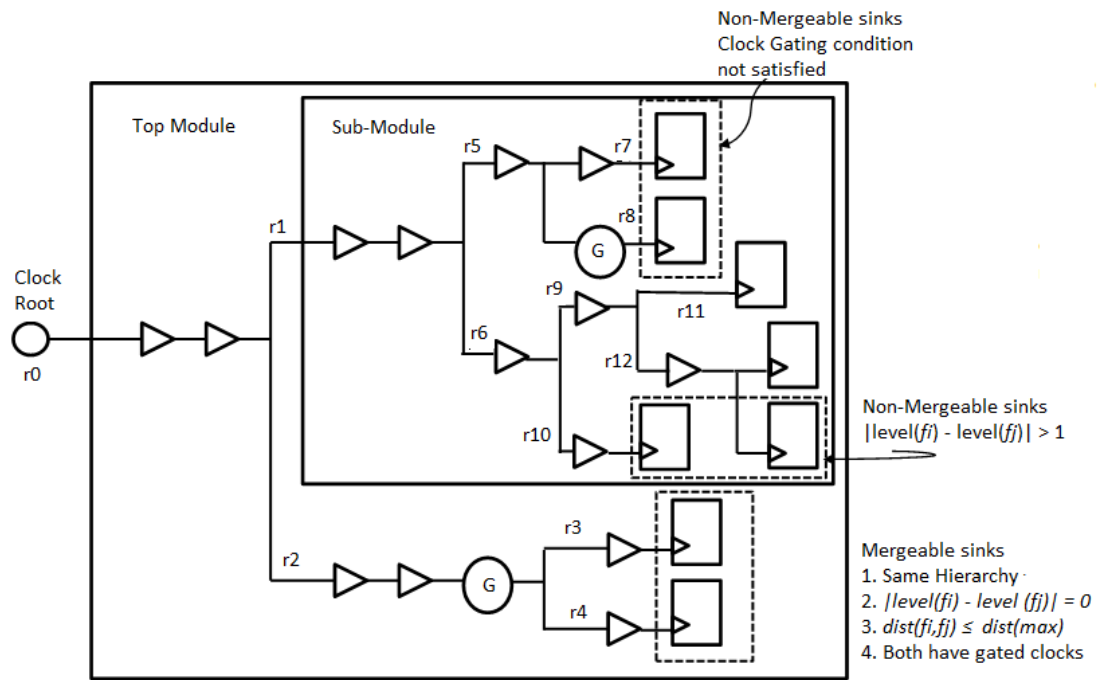 Non-Mergeable sinks
Clock Gating condition
not satisfied
Top Module
Sub-Module
r5
r7
r8
G
r1
Clock
Root
r0
r9
r11
r6
r12
r10
Non-Mergeable sinks
|level(fi) - level(fj)| > 1
r3
r2
G
r4
Mergeable sinks
1. Same Hierarchy
2. |level(fi) - level (fj)| = 0
3. dist(fi,fj) ≤ dist(max)
4. Both have gated clocks